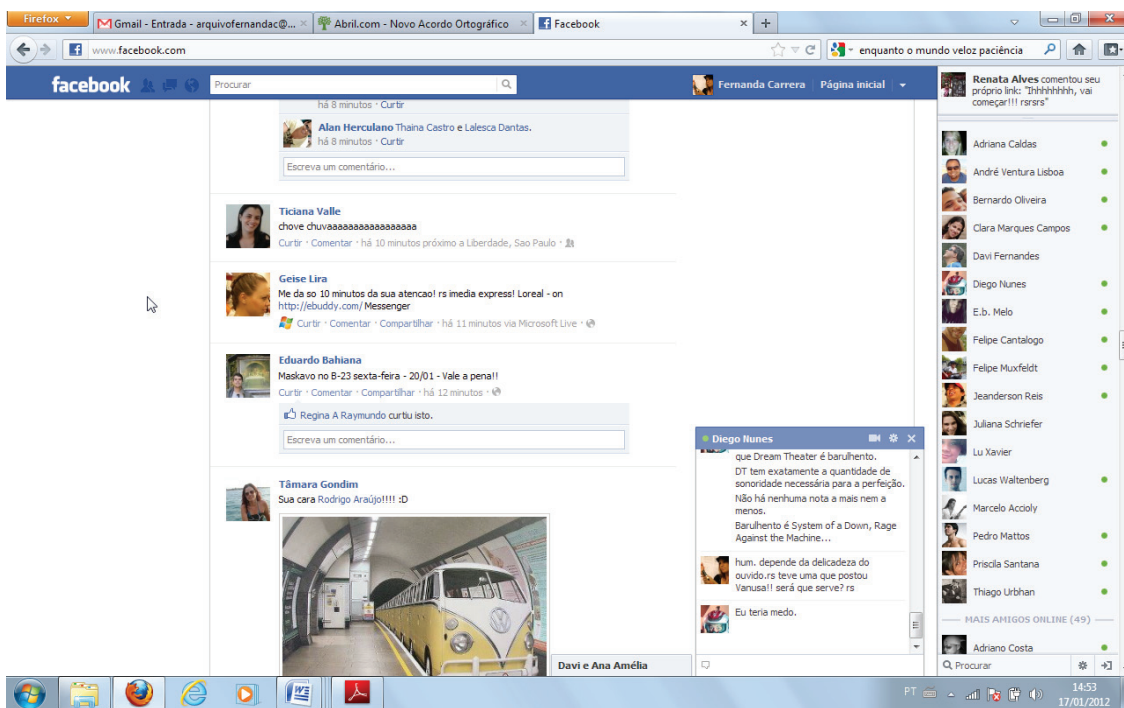 Firefox
Gmail - Entrada - arquivofernandac@...
Abril.com - Novo Acordo Ortográfico
Facebook
www.facebook.com
enquanto o mundo veloz paciência
facebook
Procurar
Fernanda Carrera
Página inicial
há 8 minutos · Curtir
Alan Herculano Thaina Castro e Lalesca Dantas.
há 8 minutos · Curtir
Escreva um comentário...
Ticiana Valle
chove chuvaaaaaaaaaaaaaaaaa
Curtir · Comentar · há 10 minutos próximo a Liberdade, Sao Paulo ·
Geise Lira
Me da so 10 minutos da sua atencao! rs imedia express! Loreal - on
http://ebuddy.com/ Messenger
Curtir · Comentar · Compartilhar · há 11 minutos via Microsoft Live ·
Eduardo Bahiana
Maskavo no B-23 sexta-feira - 20/01 - Vale a pena!!
Curtir · Comentar · Compartilhar · há 12 minutos ·
Regina A Raymundo curtiu isto.
Escreva um comentário...
Tâmara Gondim
Sua cara Rodrigo Araújo!!!! :D
Diego Nunes
que Dream Theater é barulhento.
DT tem exatamente a quantidade de
sonoridade necessária para a perfeição.
Não há nenhuma nota a mais nem a
menos.
Barulhento é System of a Down, Rage
Against the Machine...
hum. depende da delicadeza do
ouvido.rs teve uma que postou
Vanusa!! será que serve? rs
Eu teria medo.
Davi e Ana Amélia
Renata Alves comentou seu
próprio link: "Ihhhhhhhh, vai
começar!!! rsrsrs"
Adriana Caldas
André Ventura Lisboa
Bernardo Oliveira
Clara Marques Campos
Davi Fernandes
Diego Nunes
E.b. Melo
Felipe Cantalogo
Felipe Muxfeldt
Jeanderson Reis
Juliana Schriefer
Lu Xavier
Lucas Waltenberg
Marcelo Accioly
Pedro Mattos
Priscila Santana
Thiago Urbhan
MAIS AMIGOS ONLINE (49)
Adriano Costa
Procurar
PT
14:53
17/01/2012